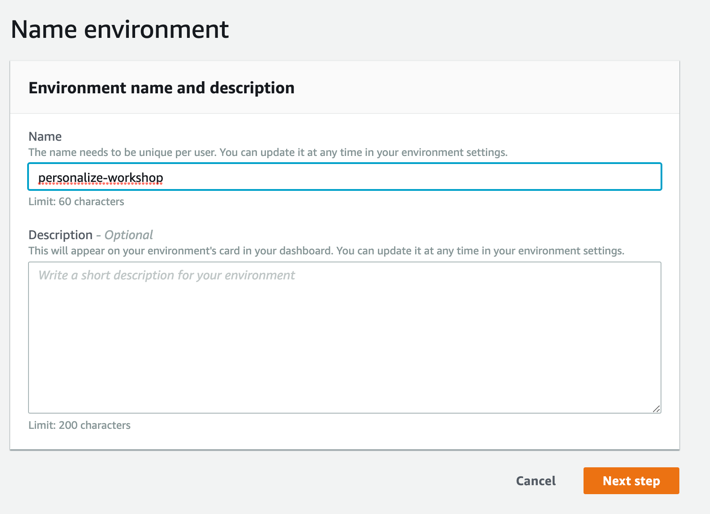 Name environment
Environment name and description
Name
The name needs to be unique per user. You can update it at any time in your environment settings.
personalize-workshop
Limit: 60 characters
Description - Optional
This will appear on your environment's card in your dashboard. You can update it at any time in your environment settings.
Write a short description for your environment
Limit: 200 characters
Cancel Next step